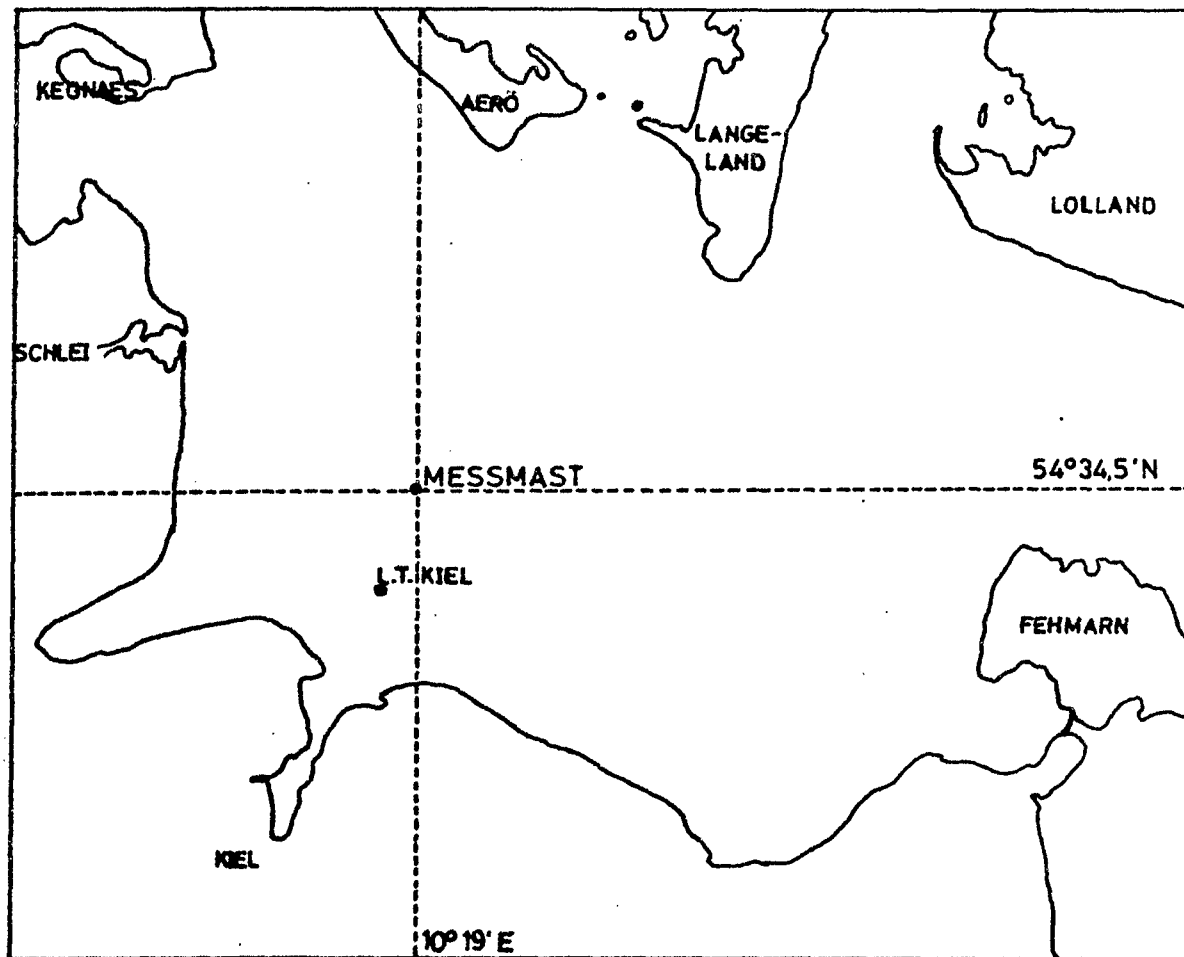 KEGNAES
AERÖ
LANGE-
LAND
LOLLAND
SCHLEI
MESSMAST
54°34,5'N
L.T. KIEL
FEHMARN
KIEL
10° 19' E